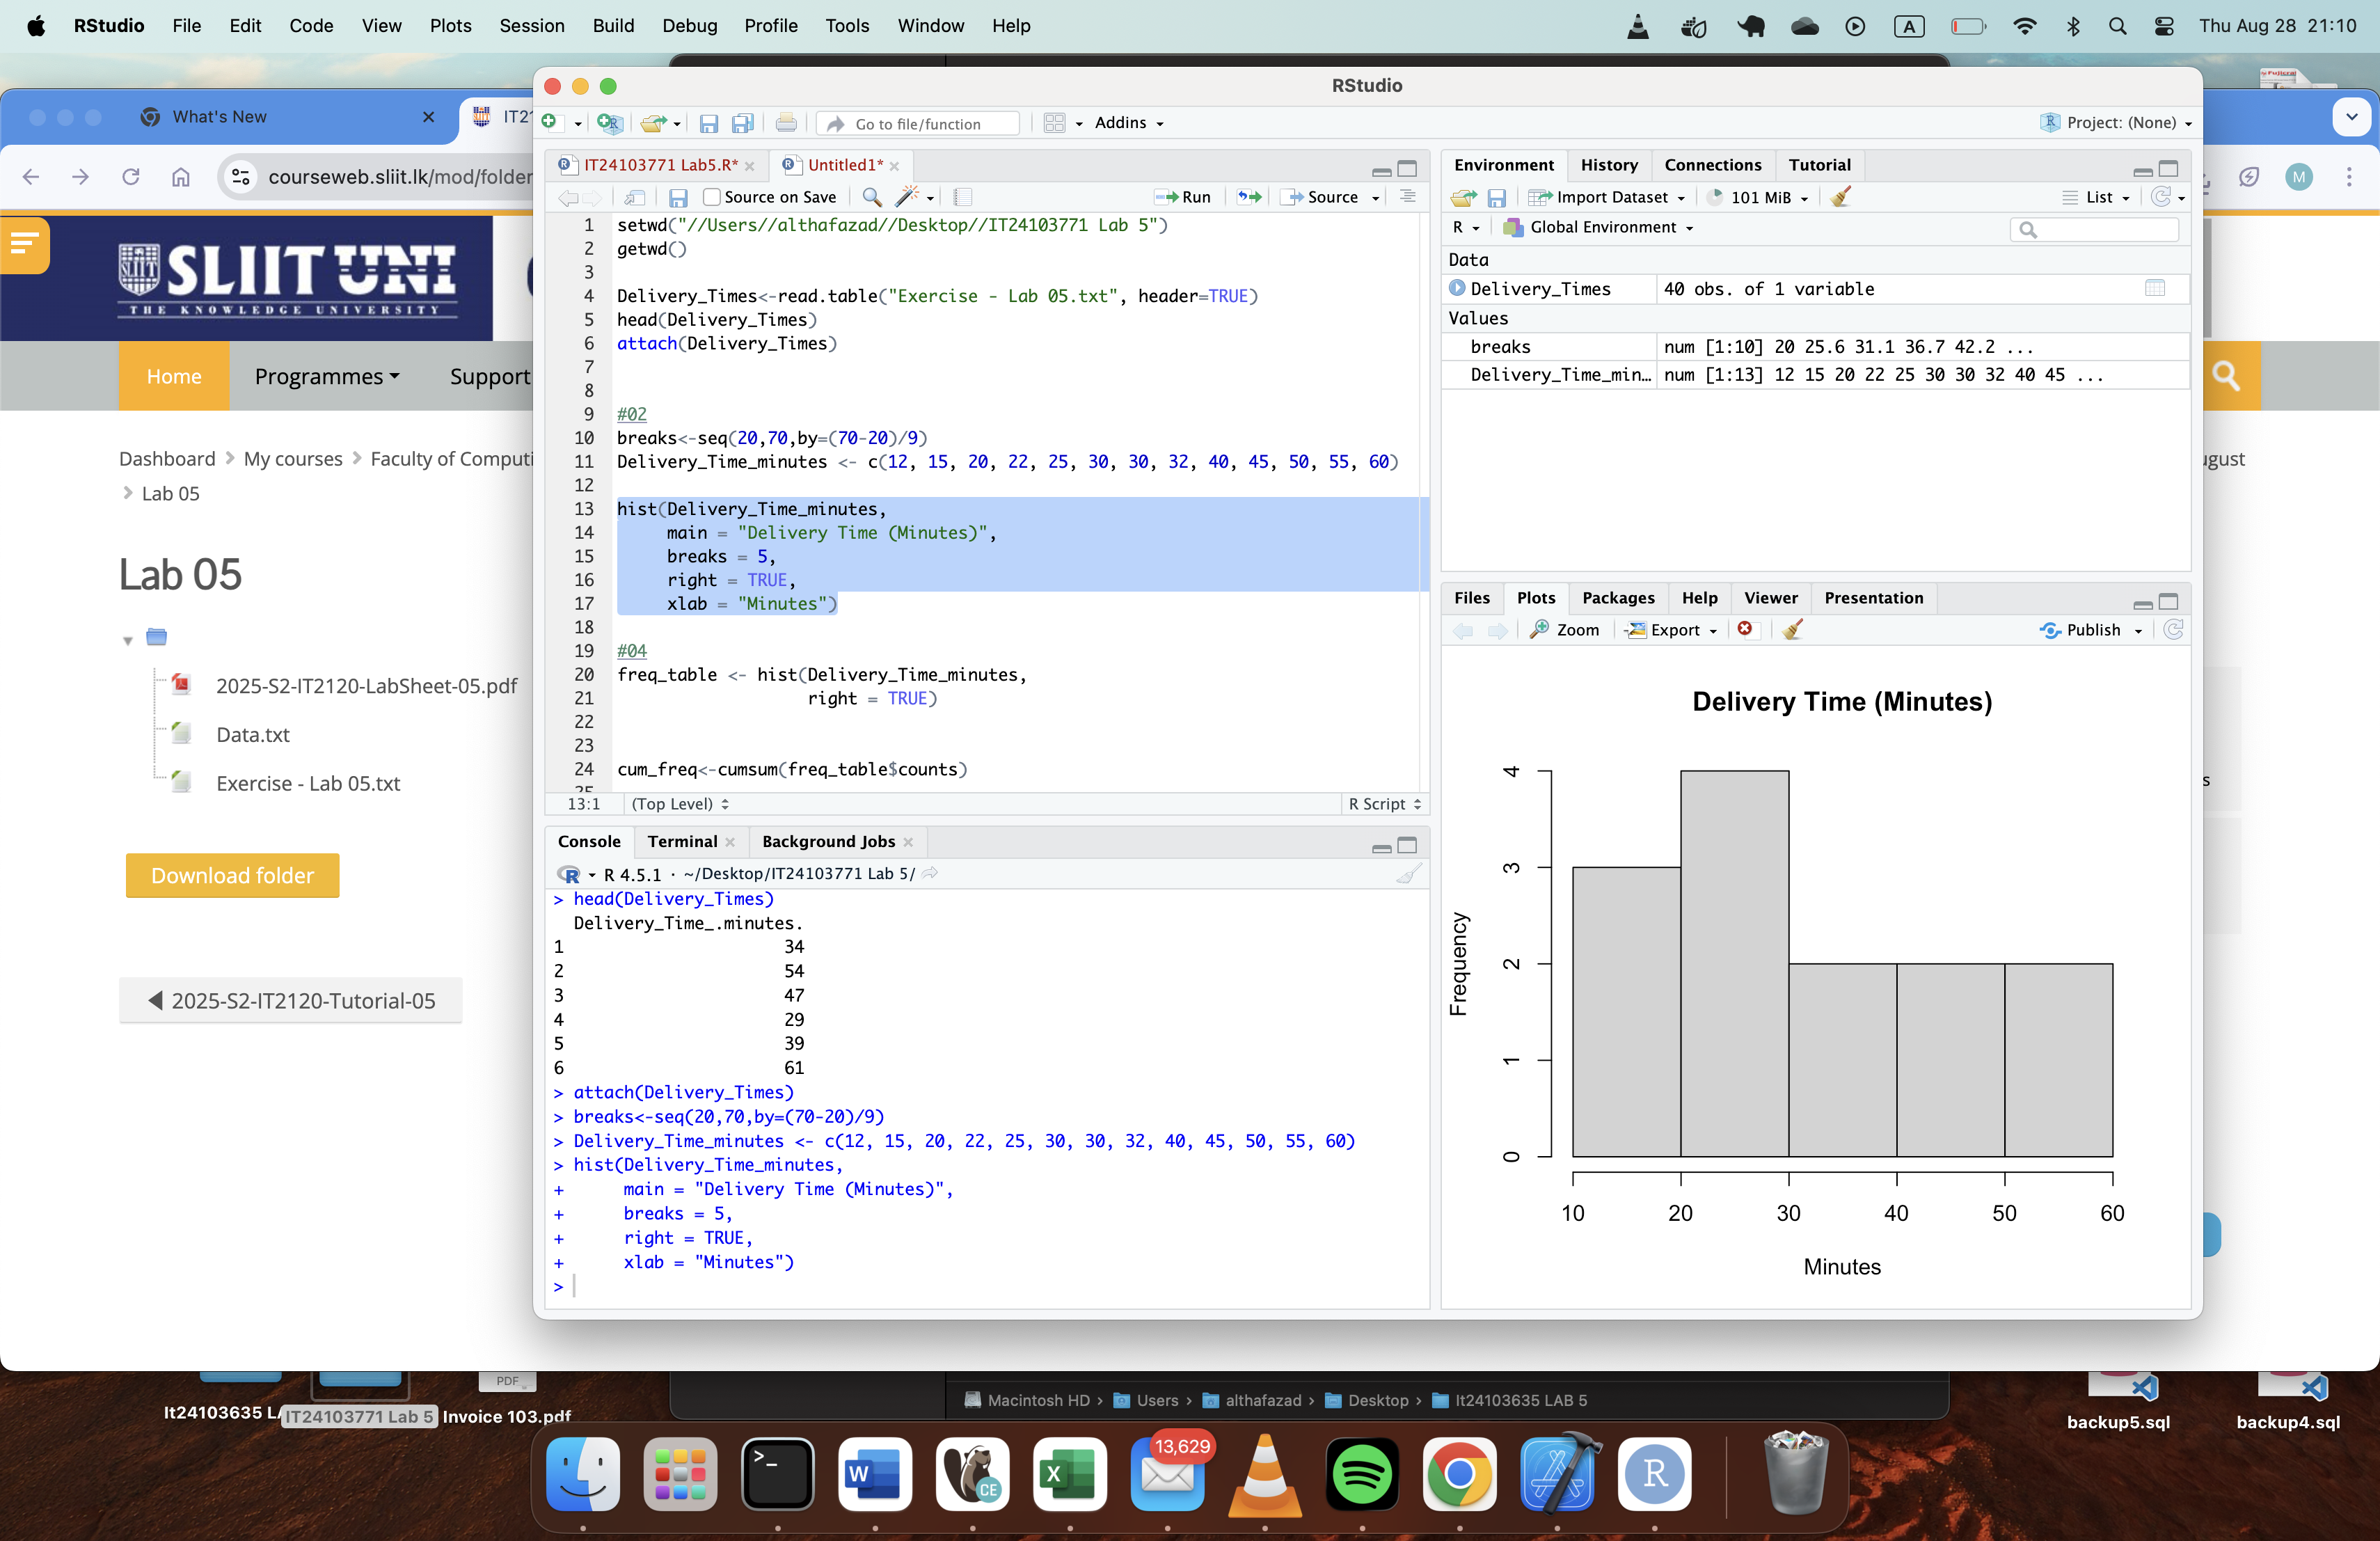 RStudio File Edit Code View Plots Session Build Debug Profile Tools Window Help
A
Thu Aug 28 21:10
What's New
IT2
courseweb.sliit.lk/mod/folder
M
SLIIT UNI
THE KNOWLEDGE UNIVERSITY
Home Programmes Support
Dashboard My courses Faculty of Computi
Lab 05
Lab 05
2025-S2-IT2120-LabSheet-05.pdf
Data.txt
Exercise - Lab 05.txt
Download folder
2025-S2-IT2120-Tutorial-05
RStudio
Go to file/function
Addins
Project: (None)
IT24103771 Lab5.R*
Untitled1*
Source on Save
Run
Source
1 setwd("//Users//althafazad//Desktop//IT24103771 Lab 5")
2 getwd()
3
4 Delivery_Times<-read.table("Exercise - Lab 05.txt", header=TRUE)
5 head(Delivery_Times)
6 attach(Delivery_Times)
7
8
9 #02
10 breaks<-seq(20,70,by=(70-20)/9)
11 Delivery_Time_minutes <- c(12, 15, 20, 22, 25, 30, 30, 32, 40, 45, 50, 55, 60)
12
13 hist(Delivery_Time_minutes,
14 main = "Delivery Time (Minutes)",
15 breaks = 5,
16 right = TRUE,
17 xlab = "Minutes")
18
19 #04
20 freq_table <- hist(Delivery_Time_minutes,
21 right = TRUE)
22
23
24 cum_freq<-cumsum(freq_table$counts)
25
13:1 (Top Level) R Script
Console Terminal Background Jobs
R 4.5.1 · ~/Desktop/IT24103771 Lab 5/
> head(Delivery_Times)
Delivery_Time_.minutes.
1 34
2 54
3 47
4 29
5 39
6 61
> attach(Delivery_Times)
> breaks<-seq(20,70,by=(70-20)/9)
> Delivery_Time_minutes <- c(12, 15, 20, 22, 25, 30, 30, 32, 40, 45, 50, 55, 60)
> hist(Delivery_Time_minutes,
+ main = "Delivery Time (Minutes)",
+ breaks = 5,
+ right = TRUE,
+ xlab = "Minutes")
>
Environment History Connections Tutorial
Import Dataset 101 MiB List
R Global Environment
Data
Delivery_Times 40 obs. of 1 variable
Values
breaks num [1:10] 20 25.6 31.1 36.7 42.2 ...
Delivery_Time_min... num [1:13] 12 15 20 22 25 30 30 32 40 45 ...
Files Plots Packages Help Viewer Presentation
Zoom Export Publish
Delivery Time (Minutes)
Frequency
4
3
2
1
0
10 20 30 40 50 60
Minutes
ugust
s
PDF
It24103635 LA
IT24103771 Lab 5
Invoice 103.pdf
Macintosh HD › Users › althafazad › Desktop › It24103635 LAB 5
backup5.sql
backup4.sql
>_
W
CE
X
13,629
R